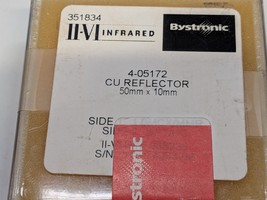 351834
II-VI INFRARED
Bystronic
4-05172
CU REFLECTOR
50mm x 10mm
SIDE
II-V
S/N
Bystronic